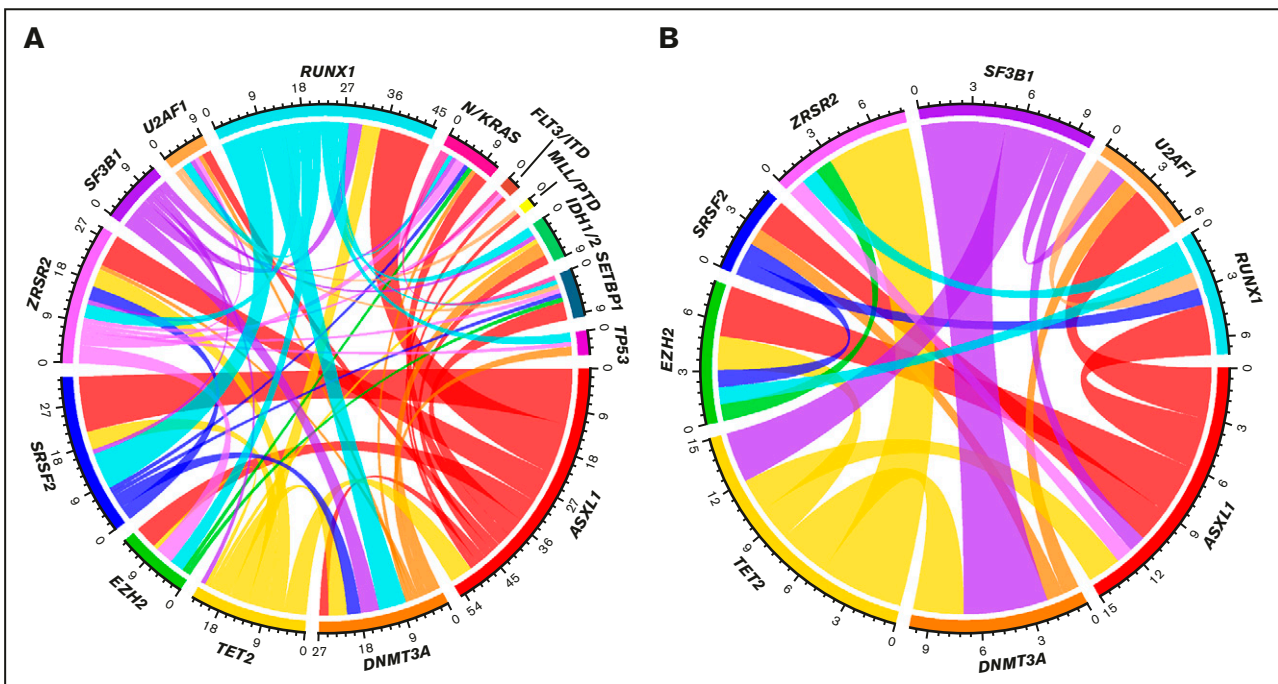 A
RUNX1
0 9 18 27 36 45
N/KRAS
0 9
FLT3/ITD
0
MLL/PTD
0
IDH1/2
0 9
SETBP1
0 9
TP53
0
ASXL1
0 9 18 27 36 45 54
DNMT3A
0 9 18 27
TET2
0 9 18
EZH2
0 9
SRSF2
0 9 18 27
ZRSR2
0 9 18 27
SF3B1
0 9
U2AF1
0 9
B
SF3B1
0 3 6 9
U2AF1
0 3 6
RUNX1
0 3 6
ASXL1
0 3 6 9 12 15
DNMT3A
0 3 6 9
TET2
0 3 6 9 12 15
EZH2
0 3 6
SRSF2
0 3
ZRSR2
0 3 6